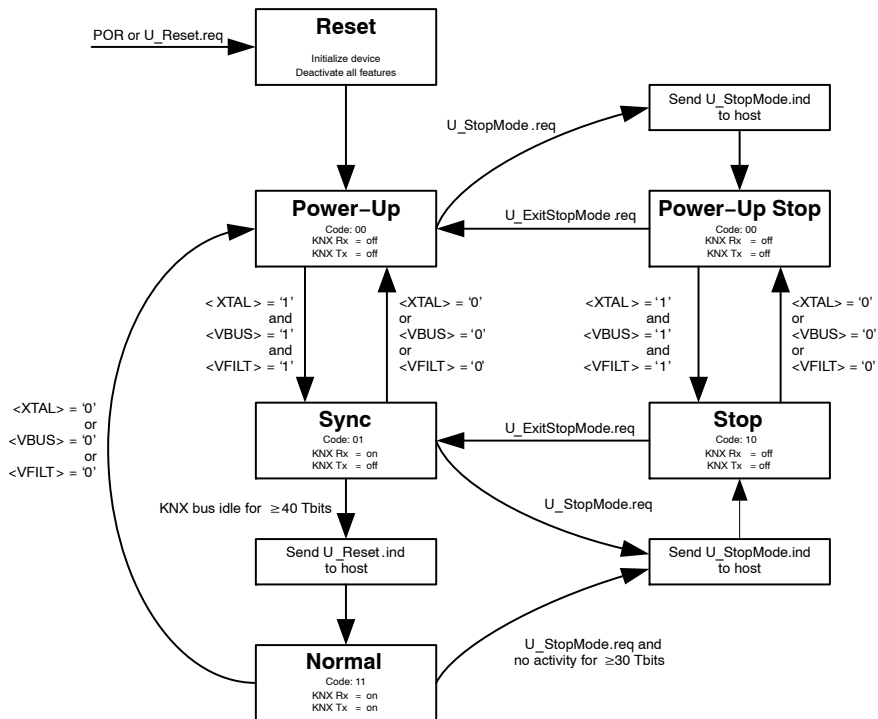 POR or U_Reset.req
Reset
Initialize device
Deactivate all features
U_StopMode .req
Send U_StopMode.ind
to host
Power–Up
Code: 00
KNX Rx = off
KNX Tx = off
U_ExitStopMode.req
Power–Up Stop
Code: 00
KNX Rx = off
KNX Tx = off
<XTAL> = ‘1’
and
<VBUS> = ‘1’
and
<VFILT> = ‘1’
<XTAL> = ‘0’
or
<VBUS> = ‘0’
or
<VFILT> = ‘0’
<XTAL> = ‘1’
and
<VBUS> = ‘1’
and
<VFILT> = ‘1’
<XTAL> = ‘0’
or
<VBUS> = ‘0’
or
<VFILT> = ‘0’
<XTAL> = ‘0’
or
<VBUS> = ‘0’
or
<VFILT> = ‘0’
Sync
Code: 01
KNX Rx = on
KNX Tx = off
U_ExitStopMode.req
Stop
Code: 10
KNX Rx = off
KNX Tx = off
KNX bus idle for ≥40 Tbits
U_StopMode.req
Send U_Reset.ind
to host
Send U_StopMode.ind
to host
Normal
Code: 11
KNX Rx = on
KNX Tx = on
U_StopMode.req and
no activity for ≥30 Tbits